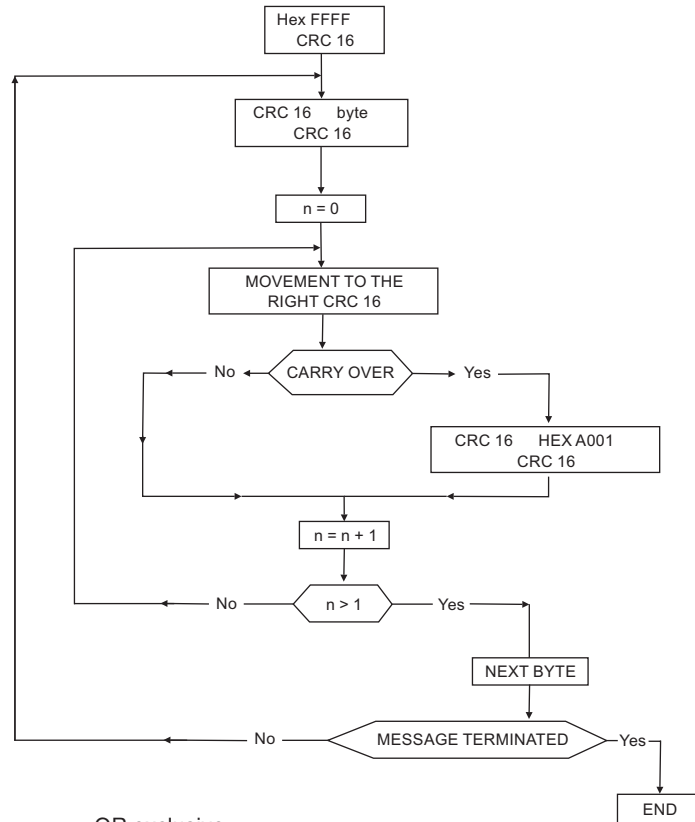 Hex FFFF
CRC 16
CRC 16 byte
CRC 16
n = 0
MOVEMENT TO THE
RIGHT CRC 16
No
CARRY OVER
Yes
CRC 16 HEX A001
CRC 16
n = n + 1
No
n > 1
Yes
NEXT BYTE
No
MESSAGE TERMINATED
Yes
END